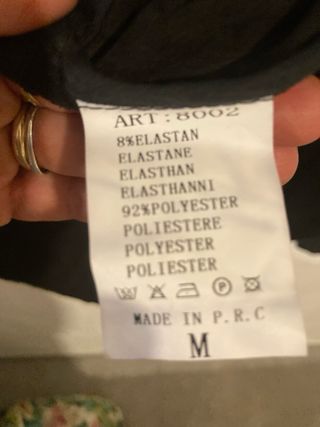 ART:8002
8%ELASTAN
ELASTANE
ELASTHAN
ELASTHANNI
92%POLYESTER
POLIESTERE
POLYESTER
POLIESTER
MADE IN P.R.C
M